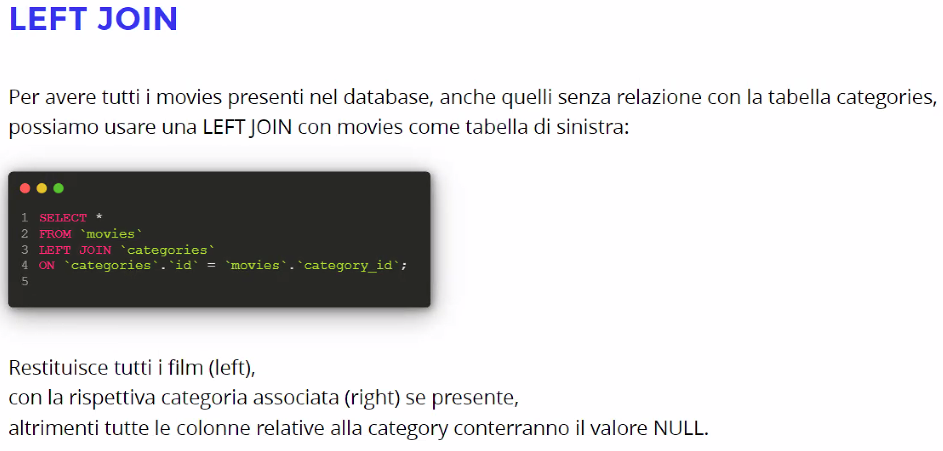 LEFT JOIN
Per avere tutti i movies presenti nel database, anche quelli senza relazione con la tabella categories,
possiamo usare una LEFT JOIN con movies come tabella di sinistra:
1 SELECT *
2 FROM `movies`
3 LEFT JOIN `categories`
4 ON `categories`.`id` = `movies`.`category_id`;
5
Restituisce tutti i film (left),
con la rispettiva categoria associata (right) se presente,
altrimenti tutte le colonne relative alla category conterranno il valore NULL.